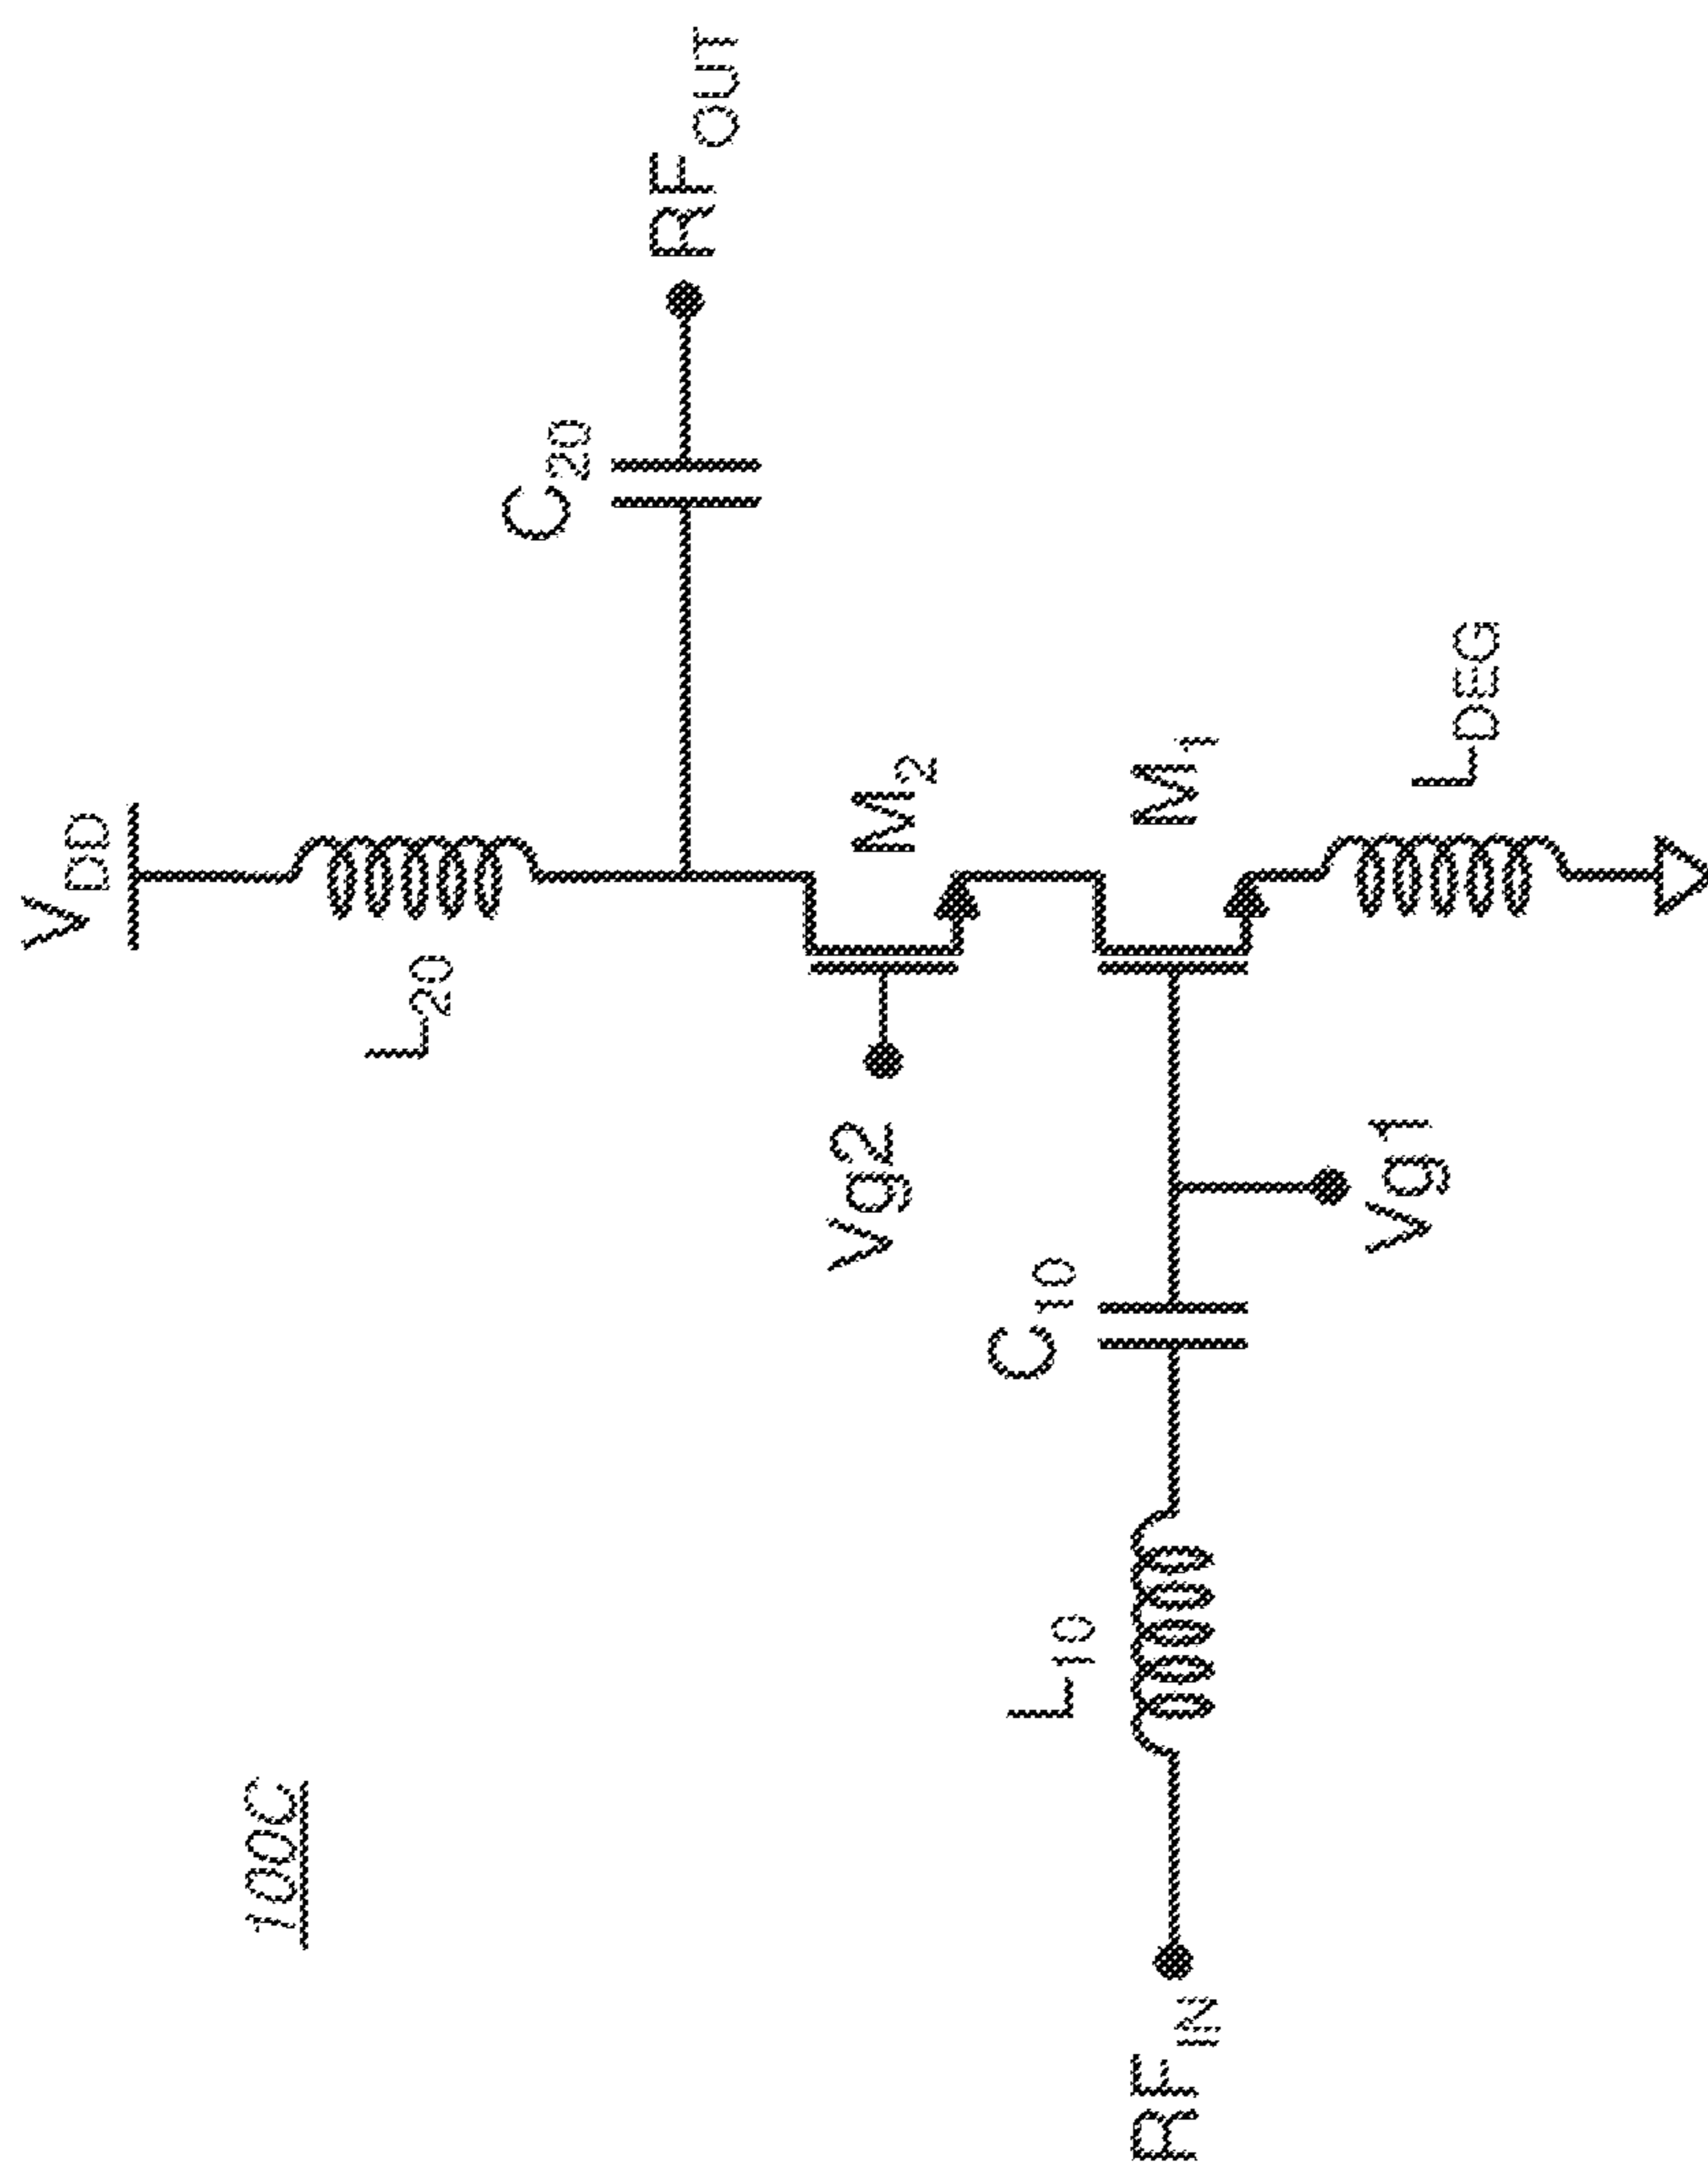 100C
V_DD
L_20
C_20
RF_OUT
Vg2
M_2
M_1
RF_IN
L_10
C_10
Vg1
L_DEG